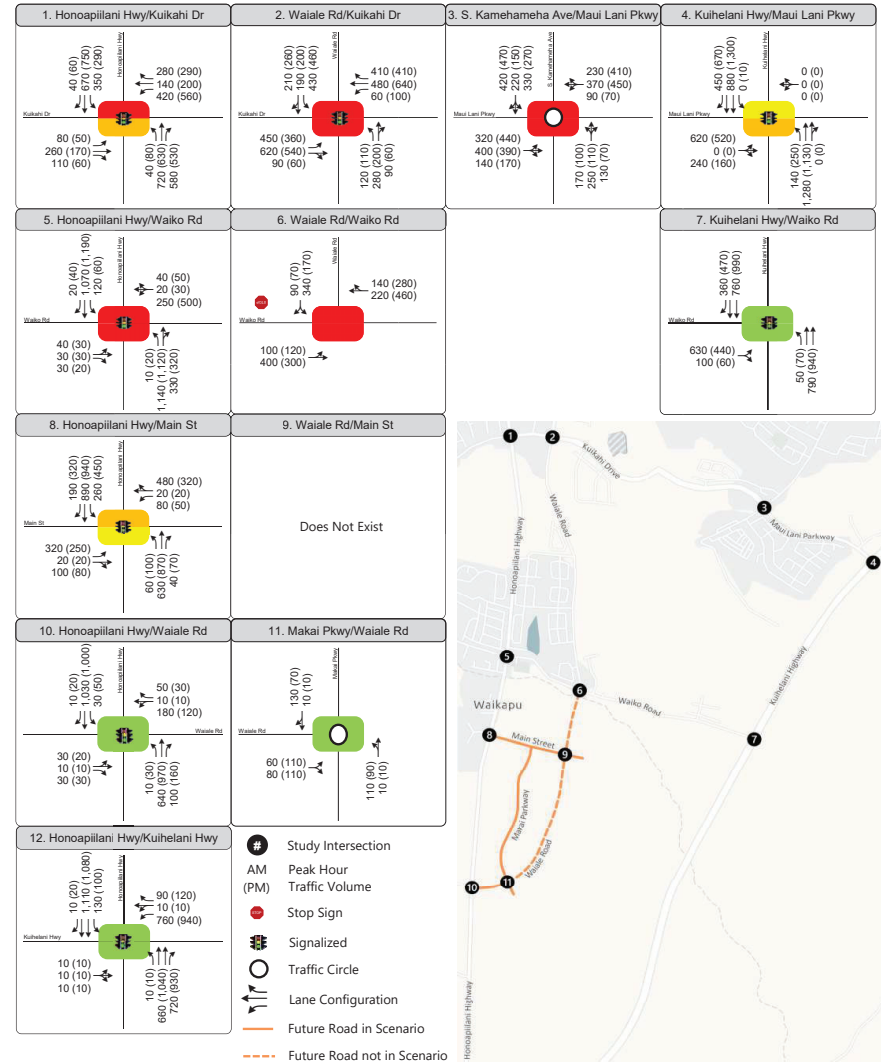 1. Honoapiilani Hwy/Kuikahi Dr
40 (60)
670 (750)
350 (290)
Honoapiilani Hwy
280 (290)
140 (200)
420 (560)
Kuikahi Dr
80 (50)
260 (170)
110 (60)
40 (80)
720 (630)
580 (530)
2. Waiale Rd/Kuikahi Dr
210 (260)
190 (200)
430 (460)
Waiale Rd
410 (410)
480 (640)
60 (100)
Kuikahi Dr
450 (360)
620 (540)
90 (60)
120 (110)
280 (200)
90 (60)
3. S. Kamehameha Ave/Maui Lani Pkwy
420 (470)
420 (150)
330 (270)
S Kamehameha Ave
230 (410)
370 (450)
90 (70)
Maui Lani Pkwy
320 (440)
400 (390)
140 (170)
170 (100)
250 (110)
130 (70)
4. Kuihelani Hwy/Maui Lani Pkwy
450 (670)
880 (1,300)
0 (10)
Kuihelani Hwy
0 (0)
0 (0)
0 (0)
Maui Lani Pkwy
620 (520)
0 (0)
240 (160)
140 (250)
1,280 (1,130)
0 (0)
5. Honoapiilani Hwy/Waiko Rd
20 (40)
1,070 (1,190)
120 (60)
Honoapiilani Hwy
40 (50)
20 (30)
250 (500)
Waiko Rd
40 (30)
30 (30)
30 (20)
10 (20)
1,140 (1,120)
330 (320)
6. Waiale Rd/Waiko Rd
90 (70)
340 (170)
Waiale Rd
140 (280)
220 (460)
STOP
Waiko Rd
100 (120)
400 (300)
7. Kuihelani Hwy/Waiko Rd
360 (470)
760 (990)
Kuihelani Hwy
Waiko Rd
630 (440)
100 (60)
50 (70)
790 (940)
8. Honoapiilani Hwy/Main St
190 (320)
890 (940)
260 (450)
Honoapiilani Hwy
480 (320)
20 (20)
80 (50)
Main St
320 (250)
20 (20)
100 (80)
60 (100)
630 (870)
40 (70)
9. Waiale Rd/Main St
Does Not Exist
10. Honoapiilani Hwy/Waiale Rd
10 (20)
1,030 (1,000)
30 (50)
Honoapiilani Hwy
50 (30)
10 (10)
180 (120)
Waiale Rd
30 (20)
10 (10)
30 (30)
10 (30)
640 (970)
100 (160)
11. Makai Pkwy/Waiale Rd
130 (70)
10 (10)
Makai Pkwy
Waiale Rd
60 (110)
80 (110)
110 (90)
10 (10)
12. Honoapiilani Hwy/Kuihelani Hwy
10 (20)
1,110 (1,080)
130 (100)
Honoapiilani Hwy
90 (120)
10 (10)
760 (940)
Kuihelani Hwy
10 (10)
10 (10)
10 (10)
10 (10)
660 (1,040)
720 (930)
# Study Intersection
AM Peak Hour
(PM) Traffic Volume
STOP Stop Sign
Signalized
Traffic Circle
Lane Configuration
Future Road in Scenario
Future Road not in Scenario
1
2
Kuikahi Drive
Waiale Road
Honoapiilani Highway
3
Maui Lani Parkway
4
5
6
Waiko Road
Kuihelani Highway
Waikapu
7
8
Main Street
9
Makai Parkway
Waiale Road
10
11
Honoapiilani Highway